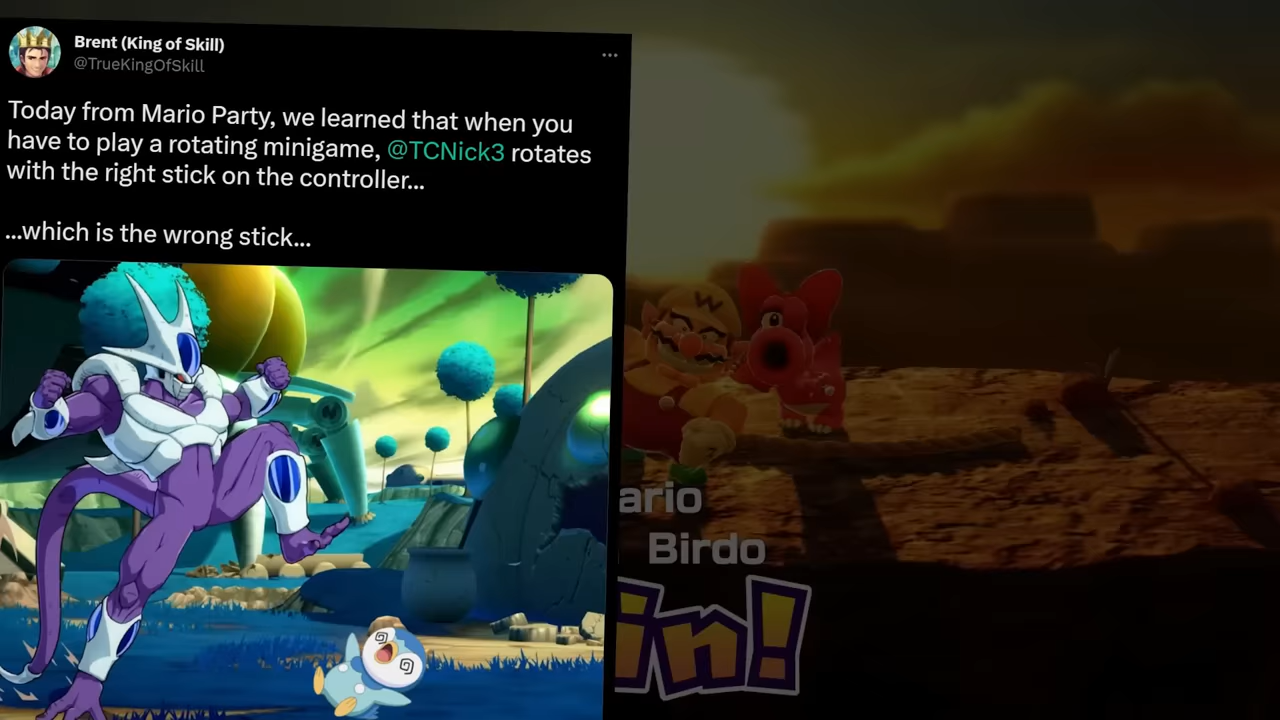 Brent (King of Skill)
@TrueKingOfSkill
Today from Mario Party, we learned that when you
have to play a rotating minigame, @TCNick3 rotates
with the right stick on the controller...
...which is the wrong stick...
W
ario
Birdo
in!